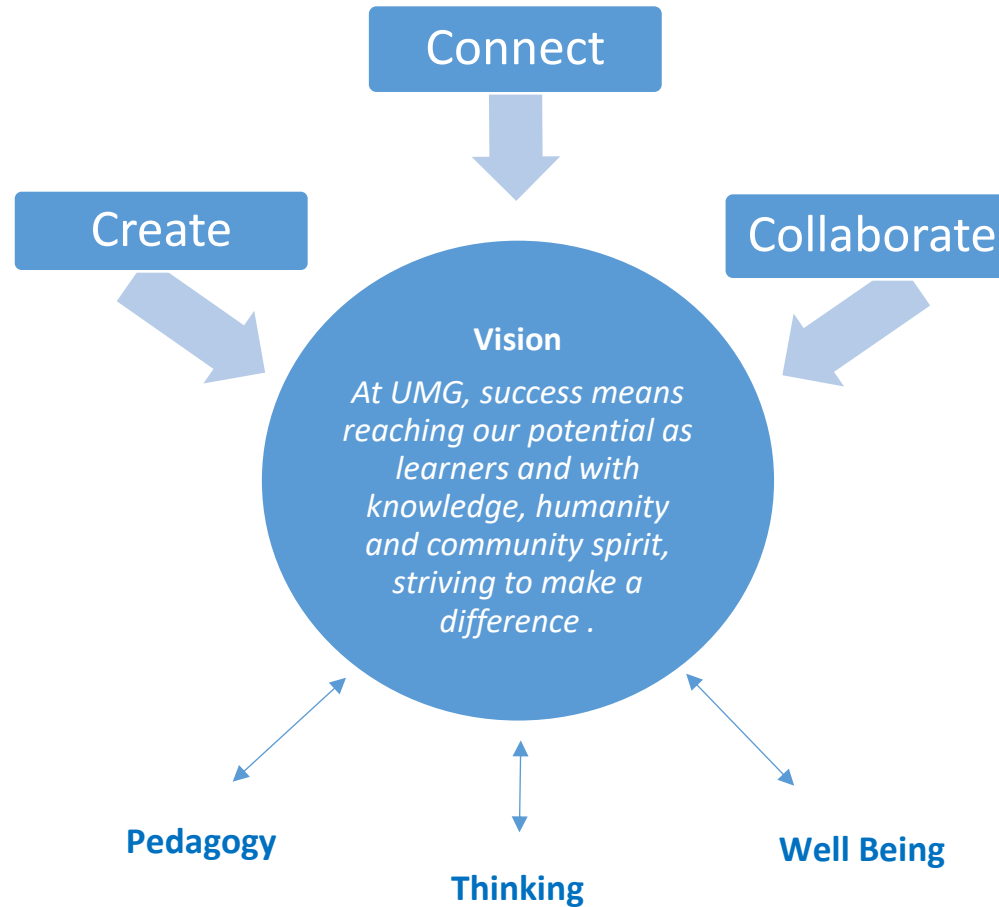 Connect
Create
Collaborate
Vision
At UMG, success means
reaching our potential as
learners and with
knowledge, humanity
and community spirit,
striving to make a
difference .
Pedagogy
Thinking
Well Being